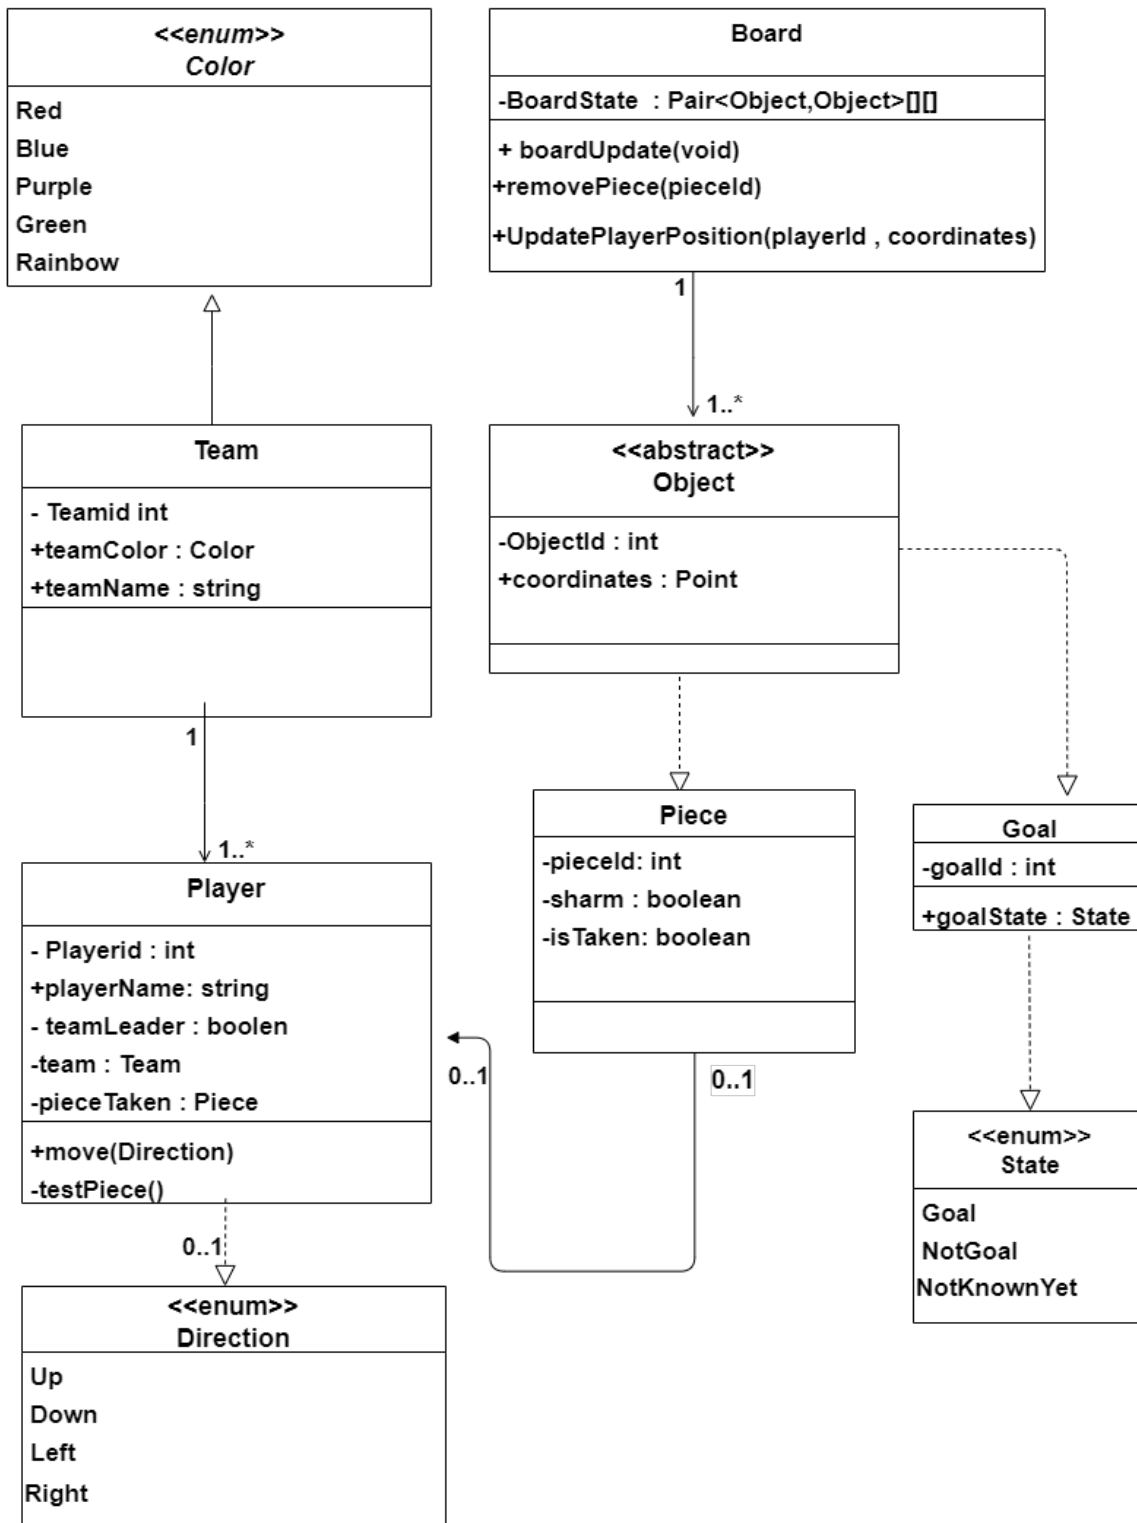 <<enum>>
Color
Red
Blue
Purple
Green
Rainbow
Board
-BoardState : Pair<Object,Object>[][]
+ boardUpdate(void)
+removePiece(pieceId)
+UpdatePlayerPosition(playerId , coordinates)
1
1..*
Team
- Teamid int
+teamColor : Color
+teamName : string
1
1..*
<<abstract>>
Object
-ObjectId : int
+coordinates : Point
Piece
-pieceId: int
-sharm : boolean
-isTaken: boolean
Goal
-goalId : int
+goalState : State
Player
- Playerid : int
+playerName: string
- teamLeader : boolen
-team : Team
-pieceTaken : Piece
+move(Direction)
-testPiece()
0..1
0..1
0..1
<<enum>>
State
Goal
NotGoal
NotKnownYet
<<enum>>
Direction
Up
Down
Left
Right